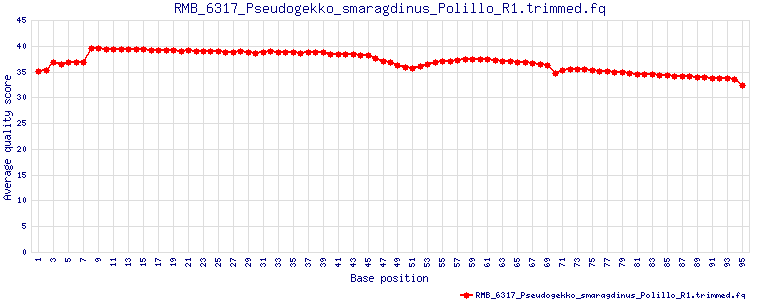 RMB_6317_Pseudogekko_smaragdinus_Polillo_R1.trimmed.fq
Average quality score
45
40
35
30
25
20
15
10
5
0
1 3 5 7 9 11 13 15 17 19 21 23 25 27 29 31 33 35 37 39 41 43 45 47 49 51 53 55 57 59 61 63 65 67 69 71 73 75 77 79 81 83 85 87 89 91 93 95
Base position
RMB_6317_Pseudogekko_smaragdinus_Polillo_R1.trimmed.fq